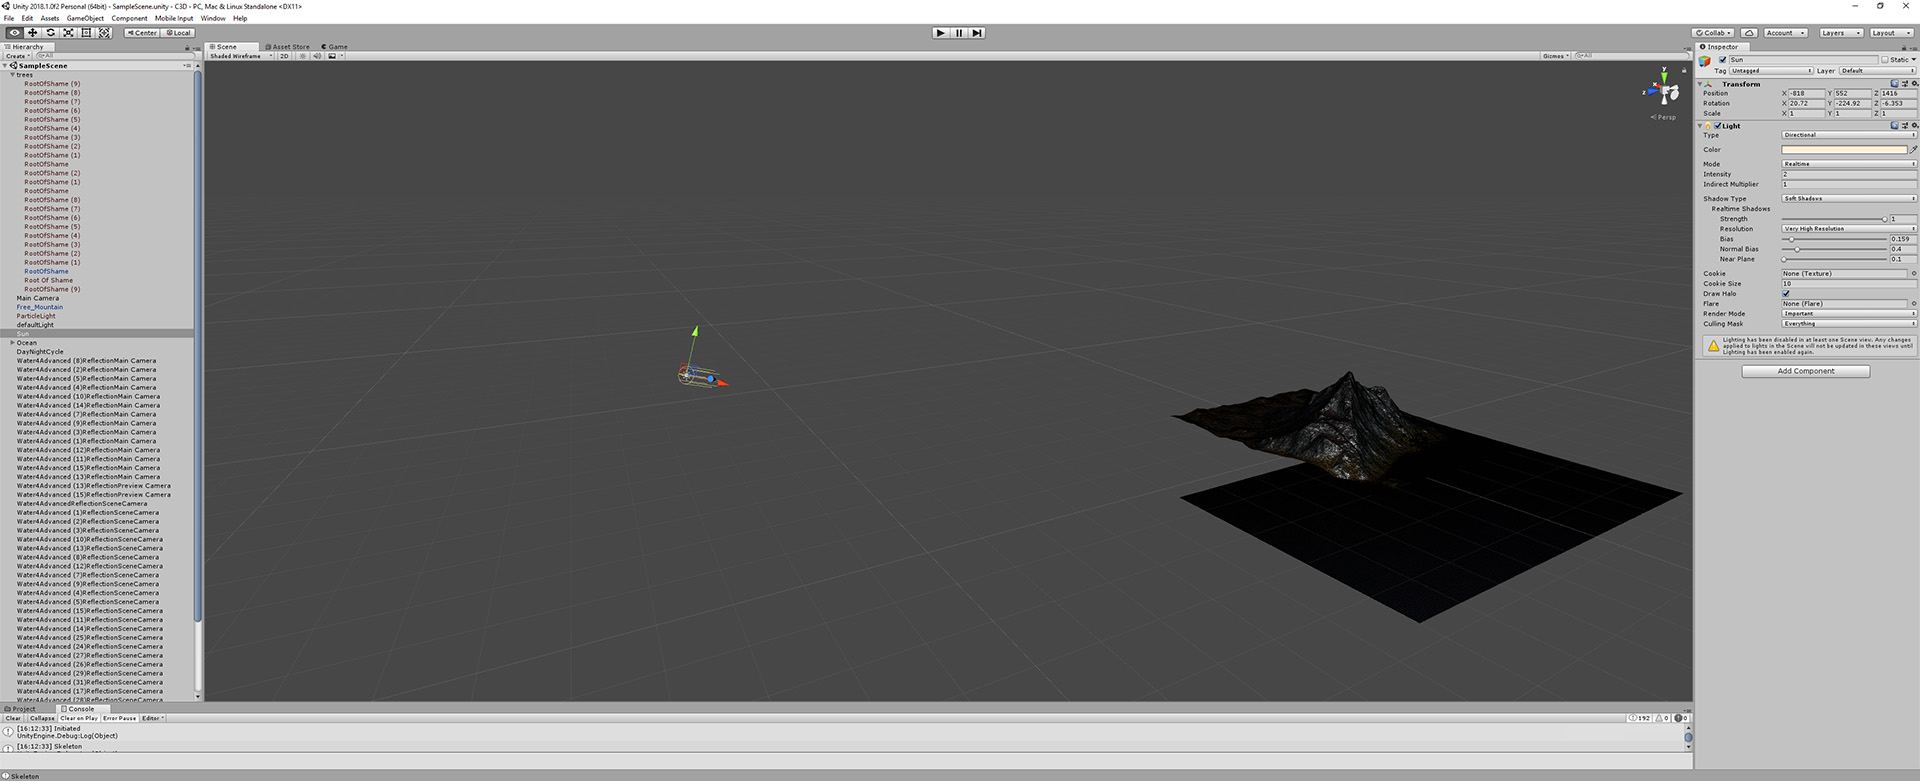 Unity 2018.1.0f2 Personal (64bit) - SampleScene.unity - C3D - PC, Mac & Linux Standalone <DX11>
File Edit Assets GameObject Component Mobile Input Window Help
Center Local
Collab Account Layers Layout
Hierarchy
Create All
SampleScene
trees
RootOfShame (9)
RootOfShame (8)
RootOfShame (7)
RootOfShame (6)
RootOfShame (5)
RootOfShame (4)
RootOfShame (3)
RootOfShame (2)
RootOfShame (1)
RootOfShame
RootOfShame (2)
RootOfShame (1)
RootOfShame
RootOfShame (8)
RootOfShame (7)
RootOfShame (6)
RootOfShame (5)
RootOfShame (4)
RootOfShame (3)
RootOfShame (2)
RootOfShame (1)
RootOfShame
Root Of Shame
RootOfShame (9)
Main Camera
Free_Mountain
ParticleLight
defaultLight
Sun
Ocean
DayNightCycle
Water4Advanced (8)ReflectionMain Camera
Water4Advanced (2)ReflectionMain Camera
Water4Advanced (5)ReflectionMain Camera
Water4Advanced (4)ReflectionMain Camera
Water4Advanced (10)ReflectionMain Camera
Water4Advanced (14)ReflectionMain Camera
Water4Advanced (7)ReflectionMain Camera
Water4Advanced (9)ReflectionMain Camera
Water4Advanced (3)ReflectionMain Camera
Water4Advanced (1)ReflectionMain Camera
Water4Advanced (12)ReflectionMain Camera
Water4Advanced (11)ReflectionMain Camera
Water4Advanced (15)ReflectionMain Camera
Water4Advanced (13)ReflectionMain Camera
Water4Advanced (13)ReflectionPreview Camera
Water4Advanced (15)ReflectionPreview Camera
Water4AdvancedReflectionSceneCamera
Water4Advanced (1)ReflectionSceneCamera
Water4Advanced (2)ReflectionSceneCamera
Water4Advanced (3)ReflectionSceneCamera
Water4Advanced (10)ReflectionSceneCamera
Water4Advanced (13)ReflectionSceneCamera
Water4Advanced (8)ReflectionSceneCamera
Water4Advanced (12)ReflectionSceneCamera
Water4Advanced (7)ReflectionSceneCamera
Water4Advanced (9)ReflectionSceneCamera
Water4Advanced (4)ReflectionSceneCamera
Water4Advanced (5)ReflectionSceneCamera
Water4Advanced (15)ReflectionSceneCamera
Water4Advanced (11)ReflectionSceneCamera
Water4Advanced (14)ReflectionSceneCamera
Water4Advanced (25)ReflectionSceneCamera
Water4Advanced (24)ReflectionSceneCamera
Water4Advanced (27)ReflectionSceneCamera
Water4Advanced (26)ReflectionSceneCamera
Water4Advanced (29)ReflectionSceneCamera
Water4Advanced (31)ReflectionSceneCamera
Water4Advanced (17)ReflectionSceneCamera
Water4Advanced (28)ReflectionSceneCamera
Scene Asset Store Game
Shaded Wireframe 2D Gizmos All
y
x
z
Persp
Inspector
Sun Static
Tag Untagged Layer Default
Transform
Position X -818 Y 552 Z 1416
Rotation X 20.72 Y -224.92 Z -6.353
Scale X 1 Y 1 Z 1
Light
Type Directional
Color
Mode Realtime
Intensity 2
Indirect Multiplier 1
Shadow Type Soft Shadows
Realtime Shadows
Strength 1
Resolution Very High Resolution
Bias 0.159
Normal Bias 0.4
Near Plane 0.1
Cookie None (Texture)
Cookie Size 10
Draw Halo
Flare None (Flare)
Render Mode Important
Culling Mask Everything
Lighting has been disabled in at least one Scene view. Any changes
applied to lights in the Scene will not be updated in these views until
Lighting has been enabled again.
Add Component
Project Console
Clear Collapse Clear on Play Error Pause Editor 192 0 0
[16:12:33] Initiated
UnityEngine.Debug:Log(Object)
[16:12:33] Skeleton
Skeleton